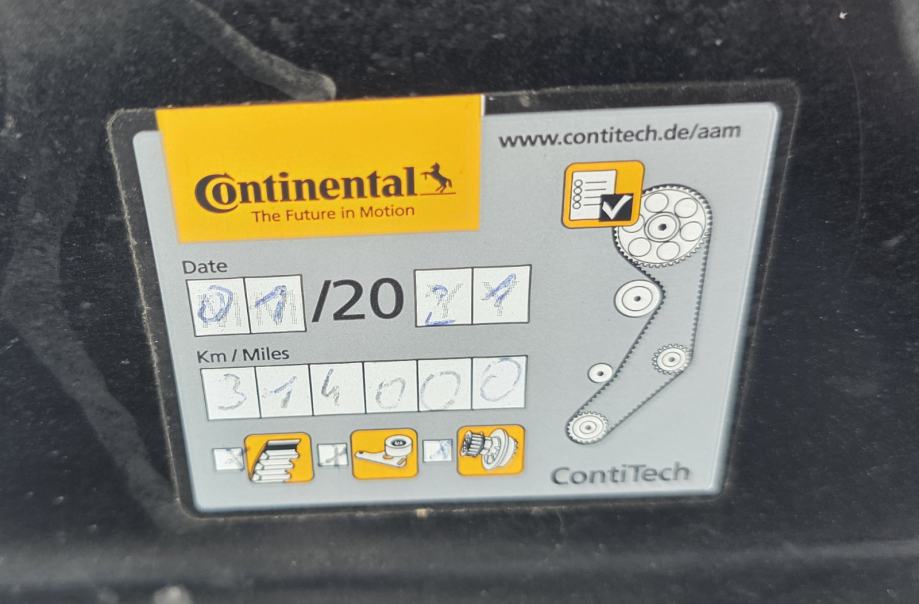 www.contitech.de/aam
Continental
The Future in Motion
Date
01/2021
Km / Miles
314000
ContiTech